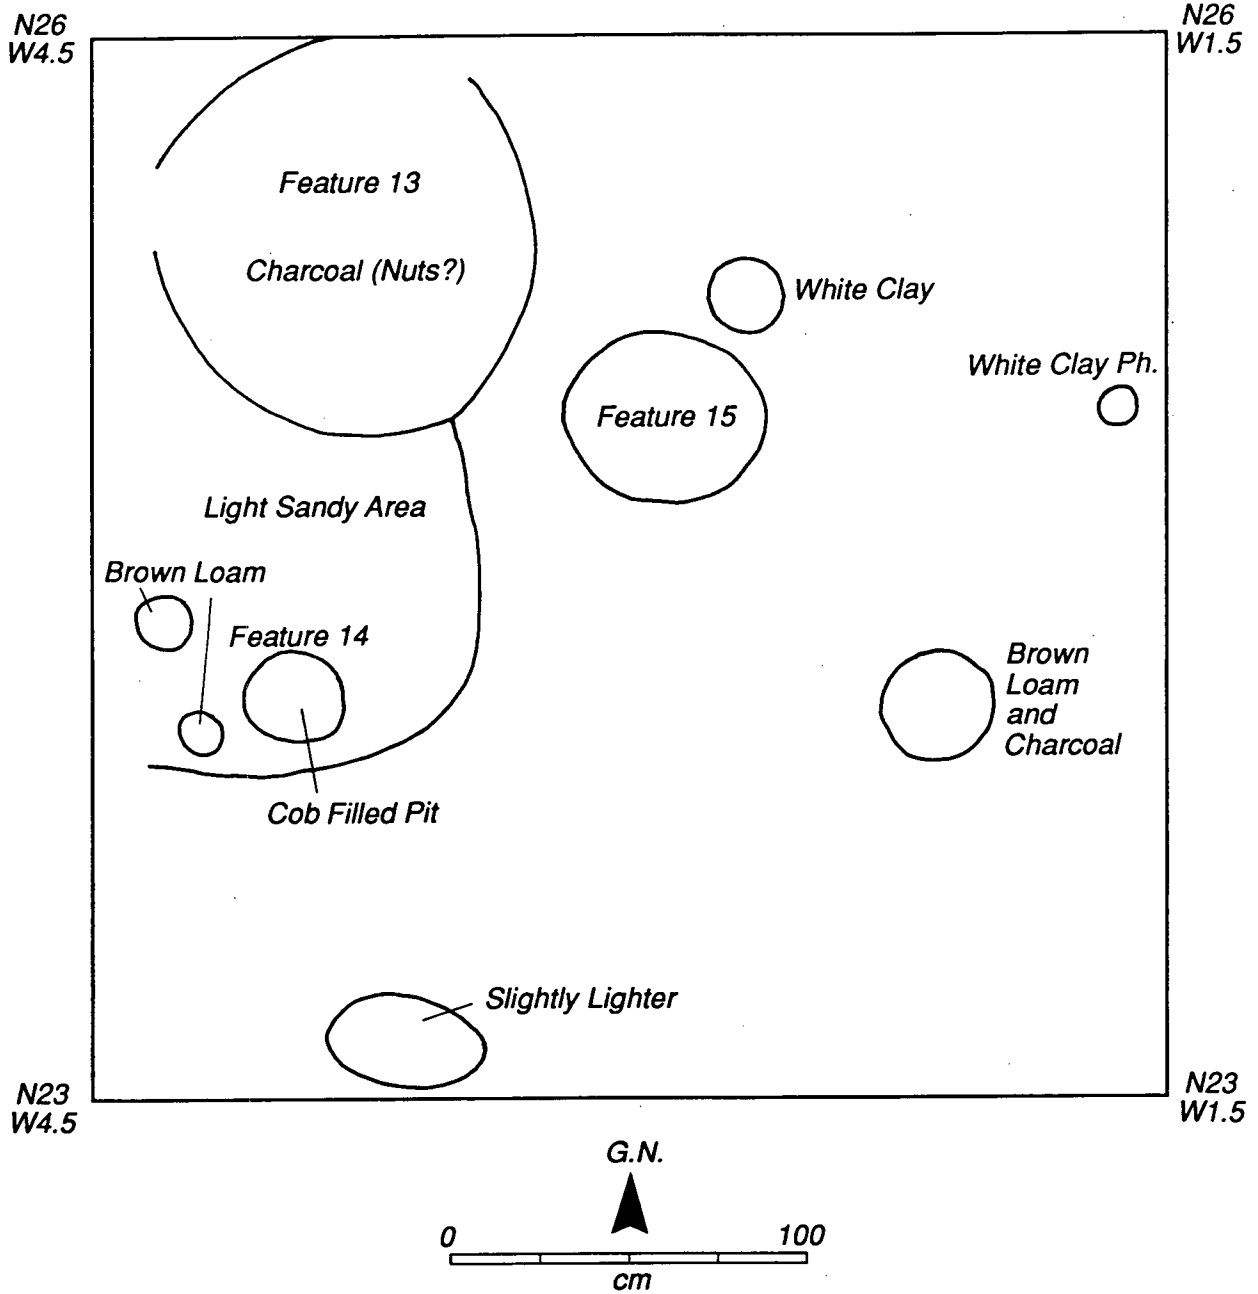 N26
W4.5
N26
W1.5
Feature 13
Charcoal (Nuts?)
White Clay
White Clay Ph.
Feature 15
Light Sandy Area
Brown Loam
Feature 14
Brown
Loam
and
Charcoal
Cob Filled Pit
Slightly Lighter
N23
W4.5
N23
W1.5
G.N.
0
100
cm